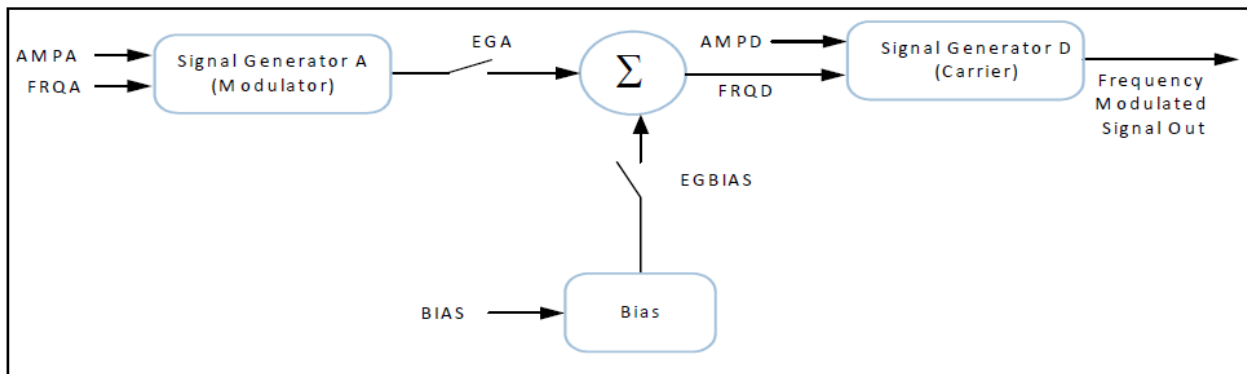 AMPA
FRQA
Signal Generator A
(Modulator)
EGA
Σ
AMPD
FRQD
Signal Generator D
(Carrier)
Frequency
Modulated
Signal Out
EGBIAS
BIAS
Bias